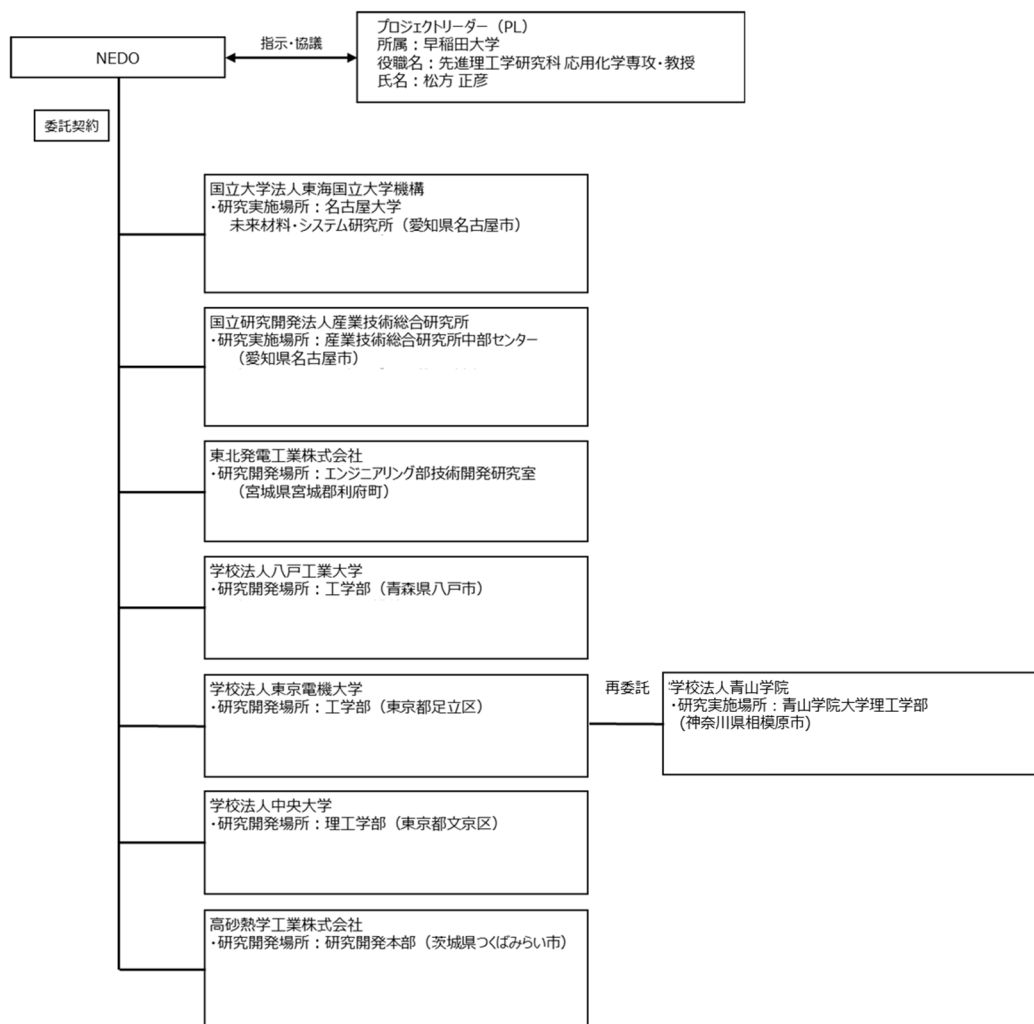 プロジェクトリーダー（PL）
所属：早稲田大学
役職名：先進理工学研究科 応用化学専攻・教授
氏名：松方 正彦
NEDO
指示・協議
委託契約
国立大学法人東海国立大学機構
・研究実施場所：名古屋大学
未来材料・システム研究所（愛知県名古屋市）
国立研究開発法人産業技術総合研究所
・研究実施場所：産業技術総合研究所中部センター
（愛知県名古屋市）
東北発電工業株式会社
・研究開発場所：エンジニアリング部技術開発研究室
（宮城県宮城郡利府町）
学校法人八戸工業大学
・研究開発場所：工学部（青森県八戸市）
学校法人東京電機大学
・研究開発場所：工学部（東京都足立区）
再委託
学校法人青山学院
・研究実施場所：青山学院大学理工学部
(神奈川県相模原市)
学校法人中央大学
・研究開発場所：理工学部（東京都文京区）
高砂熱学工業株式会社
・研究開発場所：研究開発本部（茨城県つくばみらい市）